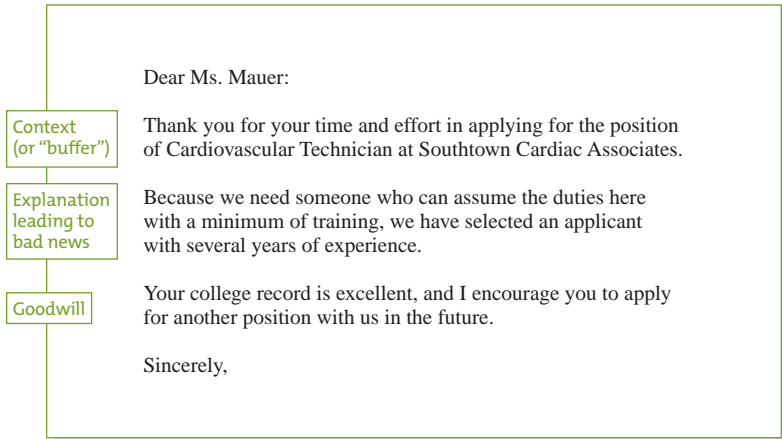 Dear Ms. Mauer:
Context
(or “buffer”)
Thank you for your time and effort in applying for the position
of Cardiovascular Technician at Southtown Cardiac Associates.
Explanation
leading to
bad news
Because we need someone who can assume the duties here
with a minimum of training, we have selected an applicant
with several years of experience.
Goodwill
Your college record is excellent, and I encourage you to apply
for another position with us in the future.
Sincerely,